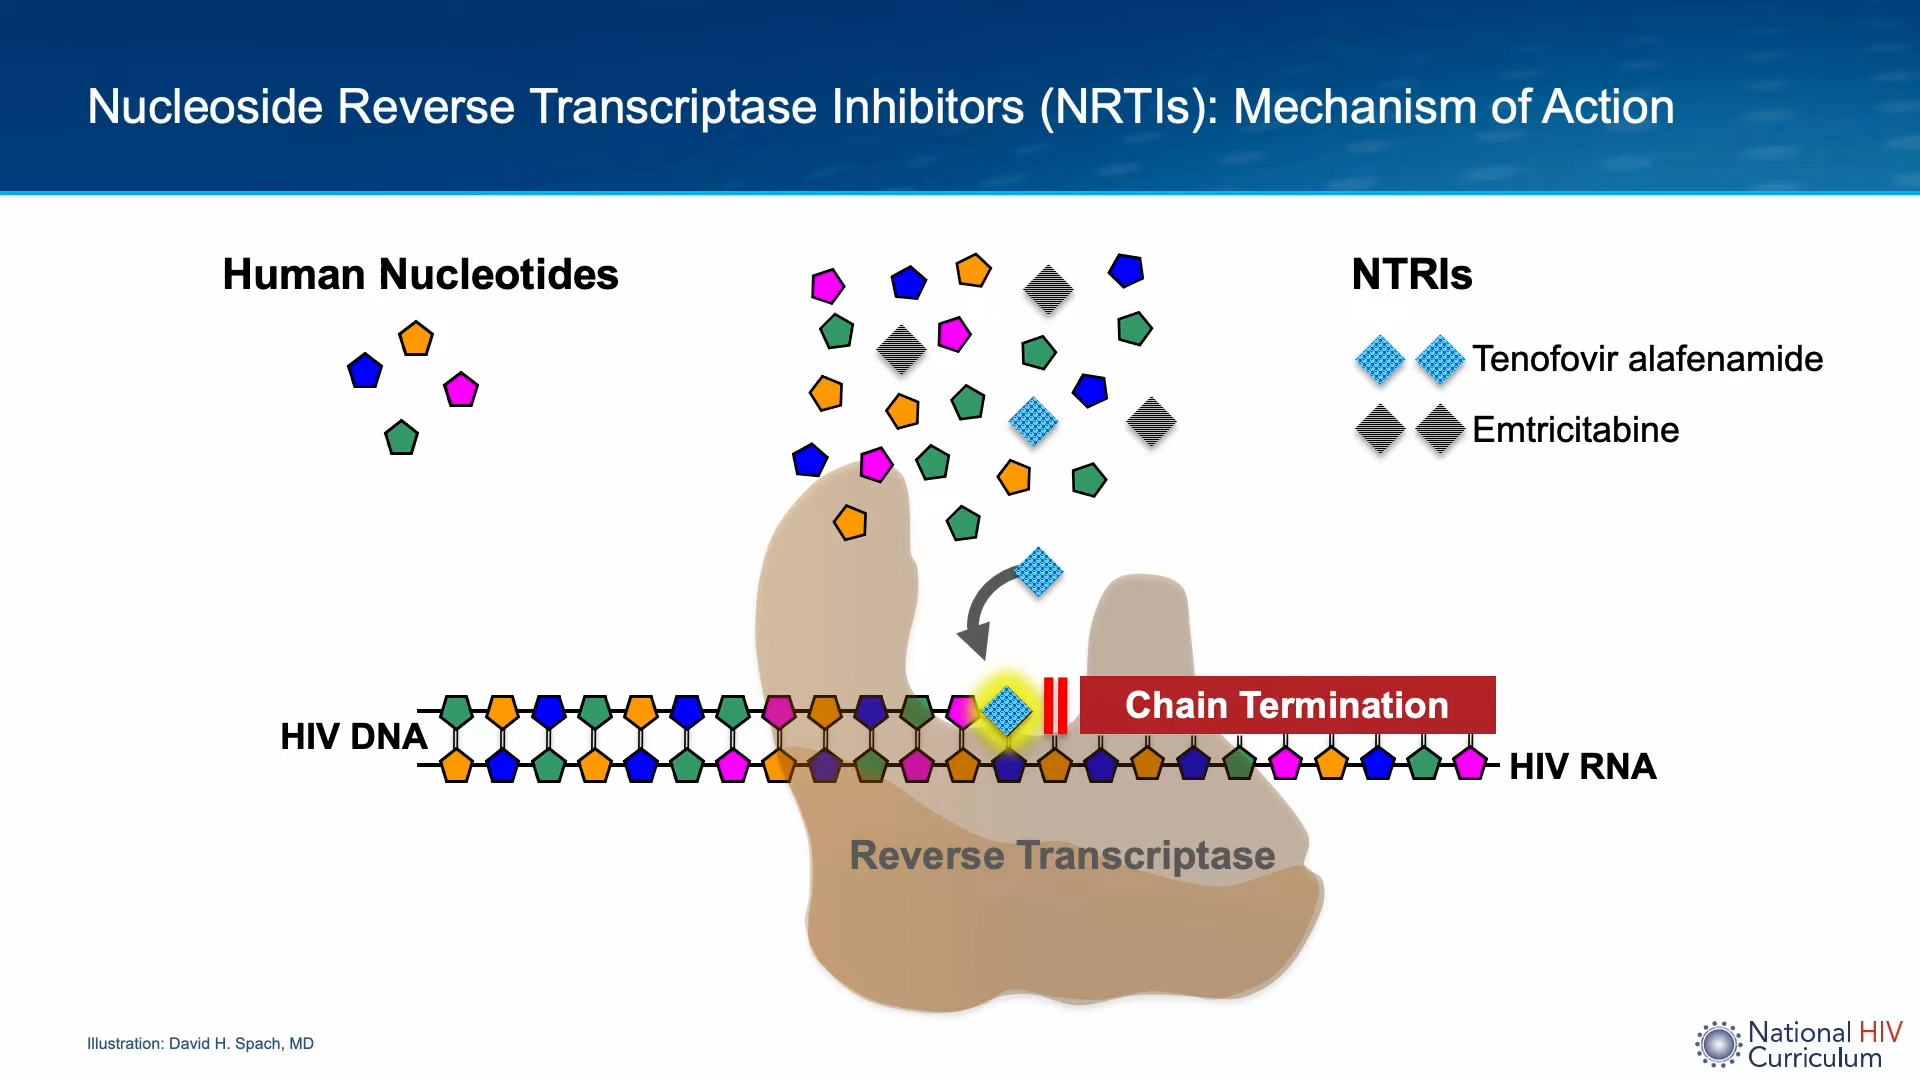 Nucleoside Reverse Transcriptase Inhibitors (NRTIs): Mechanism of Action
Human Nucleotides
NTRIs
Tenofovir alafenamide
Emtricitabine
Chain Termination
HIV DNA
HIV RNA
Reverse Transcriptase
Illustration: David H. Spach, MD
National HIV
Curriculum